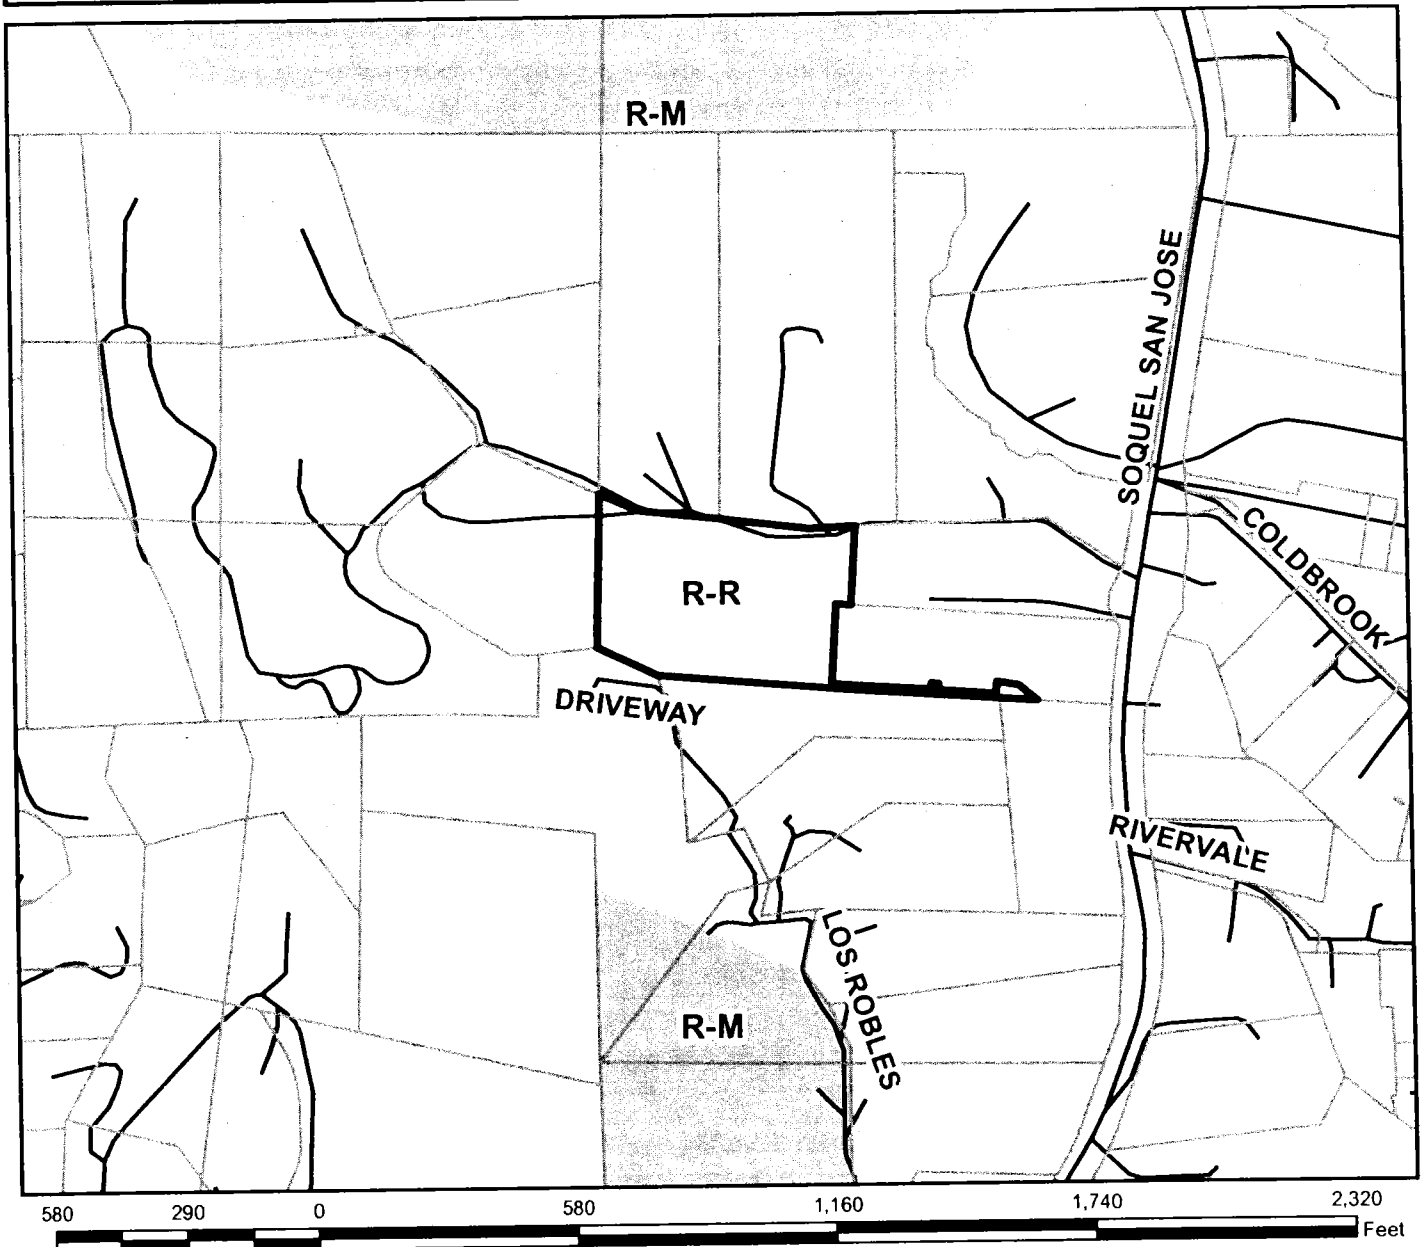 R-M
SOQUEL SAN JOSE
COLDBROOK
R-R
DRIVEWAY
RIVERVALE
LOS ROBLES
R-M
580 290 0 580 1,160 1,740 2,320
Feet